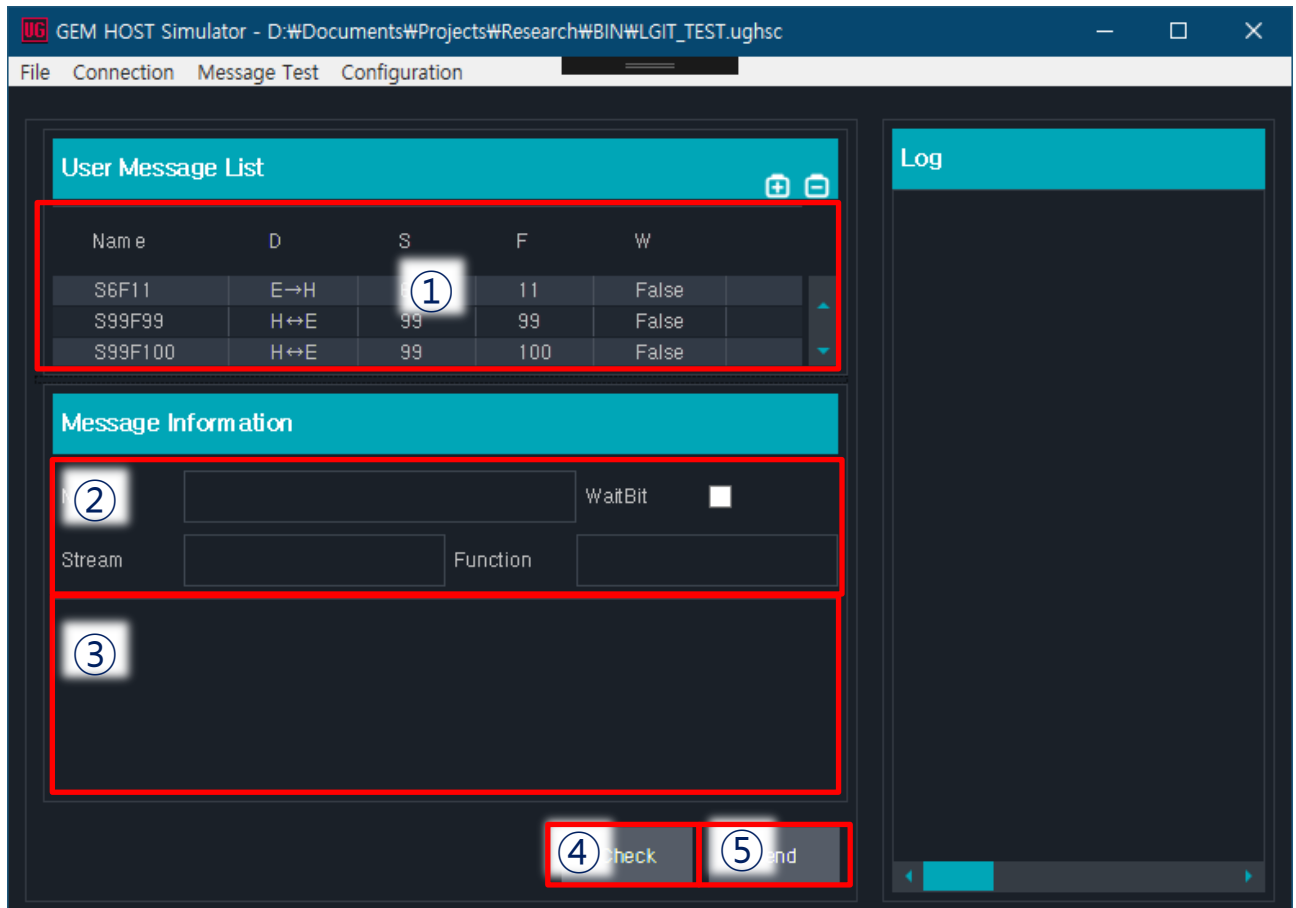 UG GEM HOST Simulator - D:₩Documents₩Projects₩Research₩BIN₩LGIT_TEST.ughsc
File Connection Message Test Configuration
User Message List
Name D S F W
S6F11 E→H ① 11 False
S99F99 H↔E 99 99 False
S99F100 H↔E 99 100 False
Message Information
② WaitBit
Stream Function
③
④ Check ⑤ end
Log